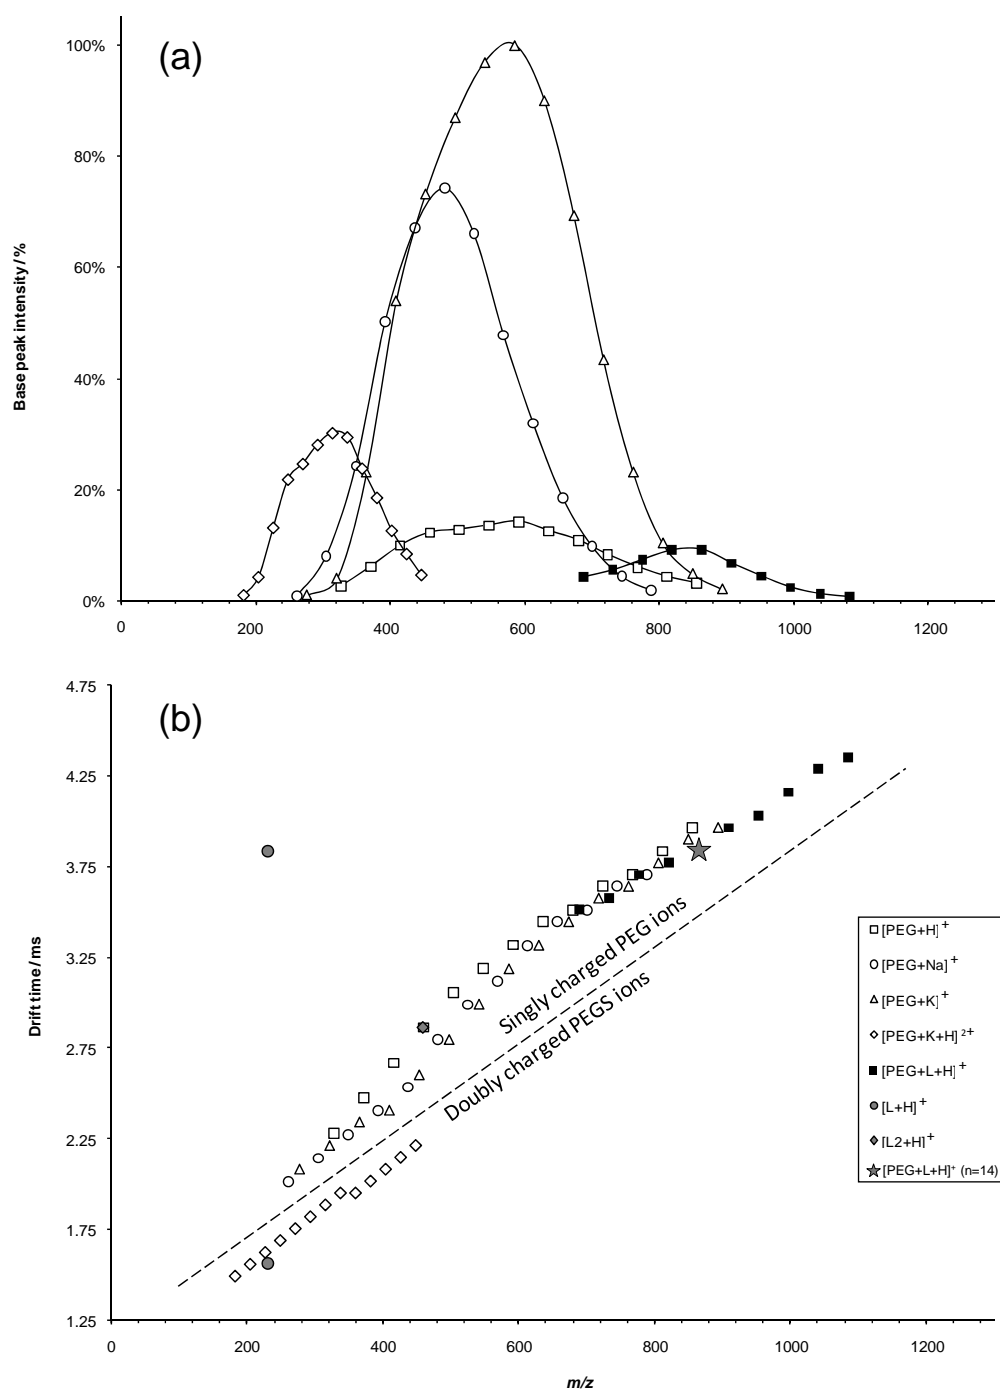 (a)
100%
80%
60%
40%
20%
0%
Base peak intensity / %
0 200 400 600 800 1000 1200
(b)
4.75
4.25
3.75
3.25
2.75
2.25
1.75
1.25
Drift time / ms
Singly charged PEG ions
Doubly charged PEGS ions
[PEG+H]+
[PEG+Na]+
[PEG+K]+
[PEG+K+H]2+
[PEG+L+H]+
[L+H]+
[L2+H]+
[PEG+L+H]+ (n=14)
0 200 400 600 800 1000 1200
m/z